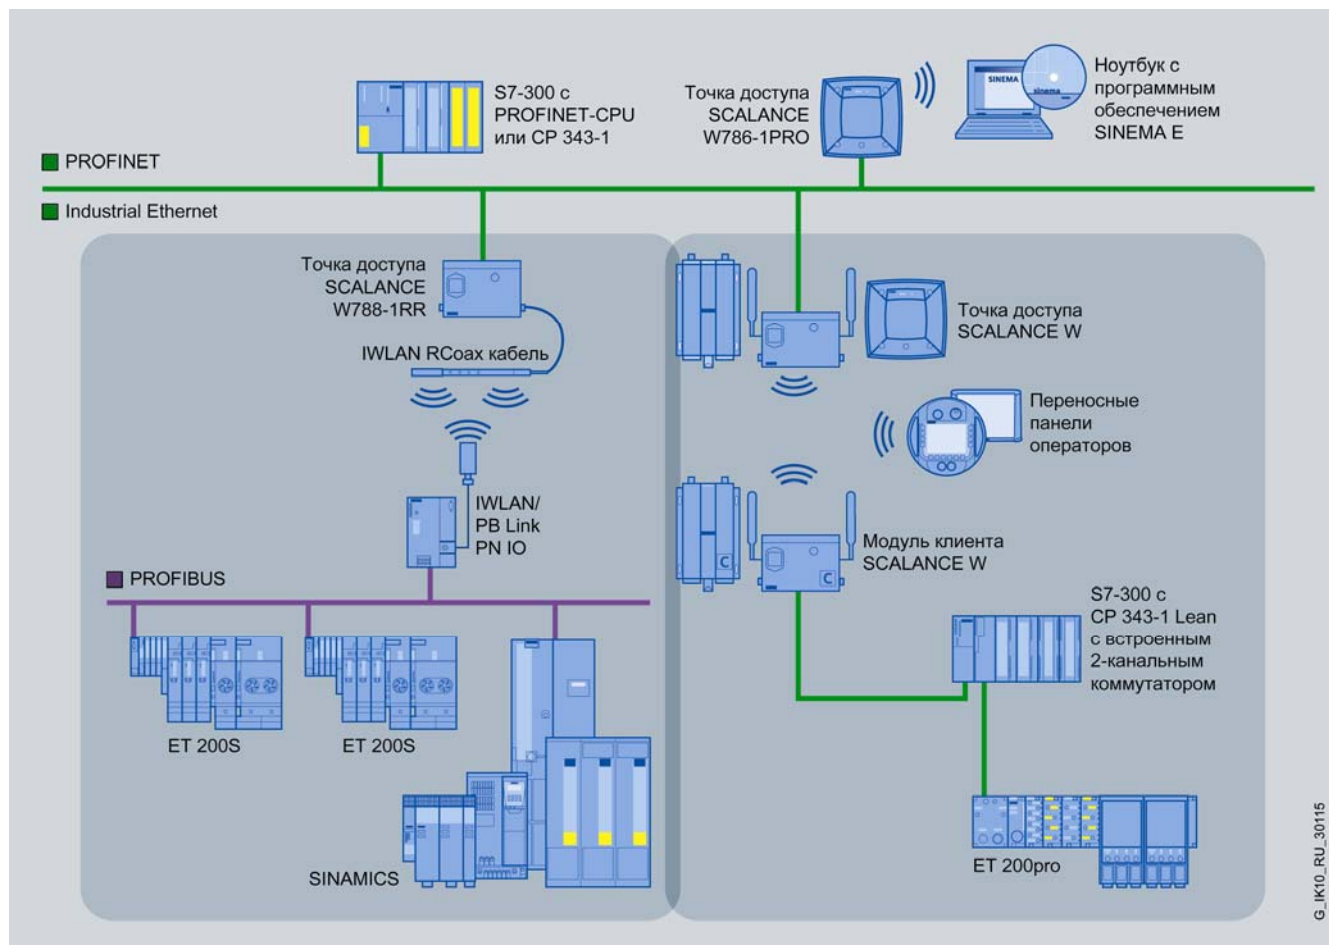 S7-300 с
PROFINET-CPU
или CP 343-1
Точка доступа
SCALANCE
W786-1PRO
SINEMA
sinema
Ноутбук с
программным
обеспечением
SINEMA E
PROFINET
Industrial Ethernet
Точка доступа
SCALANCE
W788-1RR
IWLAN RCoax кабель
IWLAN/
PB Link
PN IO
PROFIBUS
ET 200S
ET 200S
SINAMICS
Точка доступа
SCALANCE W
Переносные
панели
операторов
C
C
Модуль клиента
SCALANCE W
S7-300 с
CP 343-1 Lean
с встроенным
2-канальным
коммутатором
ET 200pro
G_IK10_RU_30115